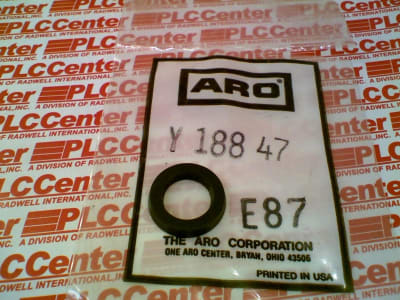 ARO
Y 188 47
E87
THE ARO CORPORATION
ONE ARO CENTER, BRYAN, OHIO 43506
PRINTED IN USA
PLCCenter
A DIVISION OF RADWELL INTERNATIONAL, INC.